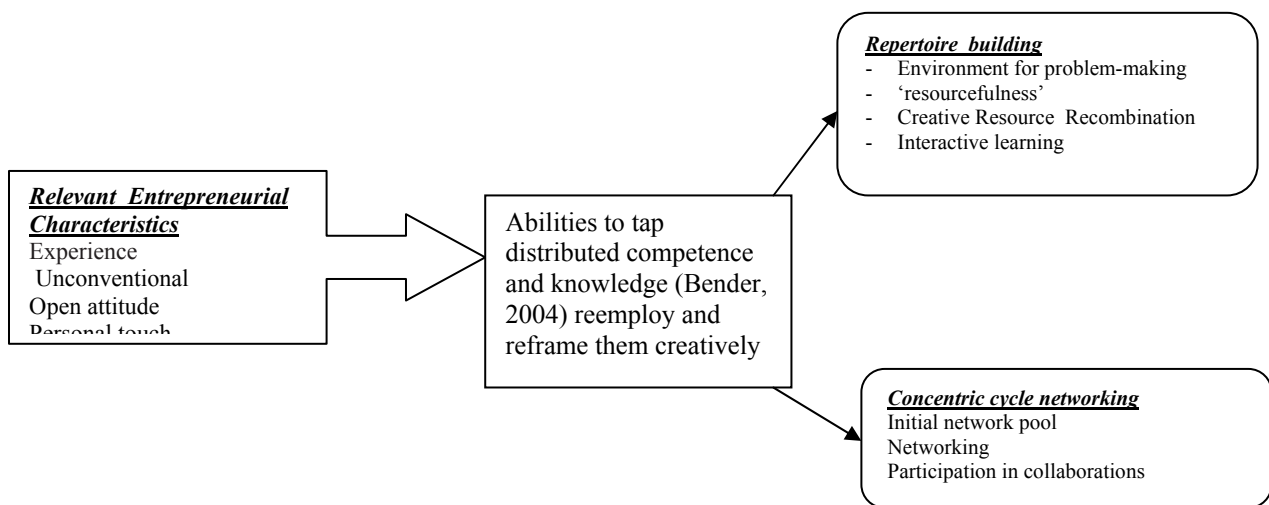 Relevant Entrepreneurial
Characteristics
Experience
Unconventional
Open attitude
Personal touch
Abilities to tap
distributed competence
and knowledge (Bender,
2004) reemploy and
reframe them creatively
Repertoire building
- Environment for problem-making
- ‘resourcefulness’
- Creative Resource Recombination
- Interactive learning
Concentric cycle networking
Initial network pool
Networking
Participation in collaborations